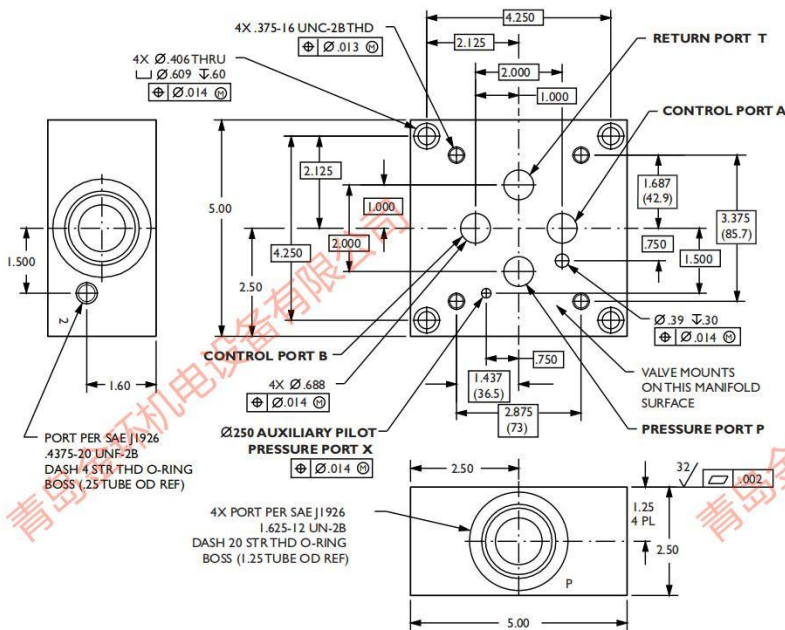 4X .375-16 UNC-2BTHD
⌖ Ø.013 Ⓜ
4X Ø.406 THRU
⌴ Ø.609 ↧.60
⌖ Ø.014 Ⓜ
4.250
2.125
2.000
1.000
RETURN PORT T
CONTROL PORT A
5.00
2.125
1.000
2.000
4.250
2.50
1.687
(42.9)
3.375
(85.7)
.750
1.500
1.500
2
1.60
CONTROL PORT B
4X Ø.688
⌖ Ø.014 Ⓜ
Ø250 AUXILIARY PILOT
PRESSURE PORT X
⌖ Ø.014 Ⓜ
.750
1.437
(36.5)
2.875
(73)
Ø.39 ↧.30
⌖ Ø.014 Ⓜ
VALVE MOUNTS
ON THIS MANIFOLD
SURFACE
PRESSURE PORT P
PORT PER SAE J1926
.4375-20 UNF-2B
DASH 4 STR THD O-RING
BOSS (.25 TUBE OD REF)
4X PORT PER SAE J1926
1.625-12 UN-2B
DASH 20 STR THD O-RING
BOSS (1.25 TUBE OD REF)
2.50
32
⏥ .002
1.25
4 PL
2.50
P
5.00
青岛金环机电设备有限公司
青岛金